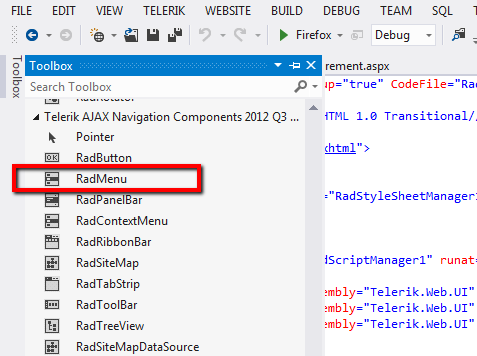 FILE EDIT VIEW TELERIK WEBSITE BUILD DEBUG TEAM SQL T
Firefox Debug
Toolbox
Toolbox
rement.aspx
Search Toolbox
up="true" CodeFile="Rad
RadRotator
Telerik AJAX Navigation Components 2012 Q3 ...
HTML 1.0 Transitional//
Pointer
xhtml">
RadButton
RadMenu
RadPanelBar
="RadStyleSheetManager1
RadContextMenu
RadRibbonBar
RadSiteMap
dScriptManager1" runat=
RadTabStrip
embly="Telerik.Web.UI"
RadToolBar
embly="Telerik.Web.UI"
RadTreeView
embly="Telerik.Web.UI"
RadSiteMapDataSource